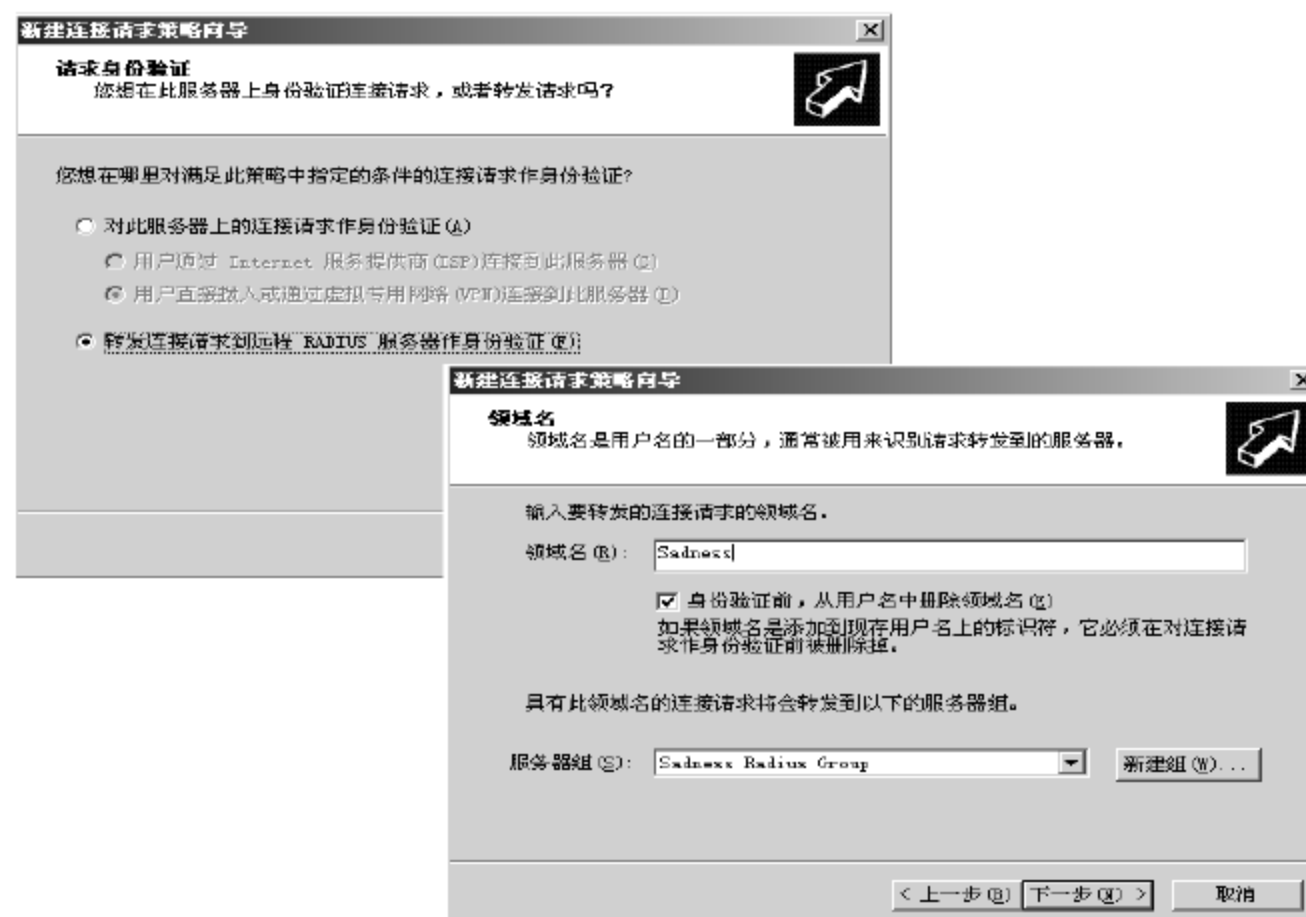 新建连接请求策略向导
请求身份验证
您想在此服务器上身份验证连接请求，或者转发请求吗?
您想在哪里对满足此策略中指定的条件的连接请求作身份验证?
对此服务器上的连接请求作身份验证(A)
用户通过 Internet 服务提供商(ISP)连接到此服务器(Q)
用户直接拨入或通过虚拟专用网络(VPN)连接到此服务器(T)
转发连接请求到远程 RADIUS 服务器作身份验证(F)
新建连接请求策略向导
领域名
领域名是用户名的一部分，通常被用来识别请求转发到的服务器。
输入要转发的连接请求的领域名。
领域名(R): Sadness
身份验证前，从用户名中删除领域名(E)
如果领域名是添加到现存用户名上的标识符，它必须在对连接请
求作身份验证前被删除掉。
具有此领域名的连接请求将会转发到以下的服务器组。
服务器组(S): Sadness Radius Group 新建组(W)...
< 上一步(B) 下一步(N) > 取消